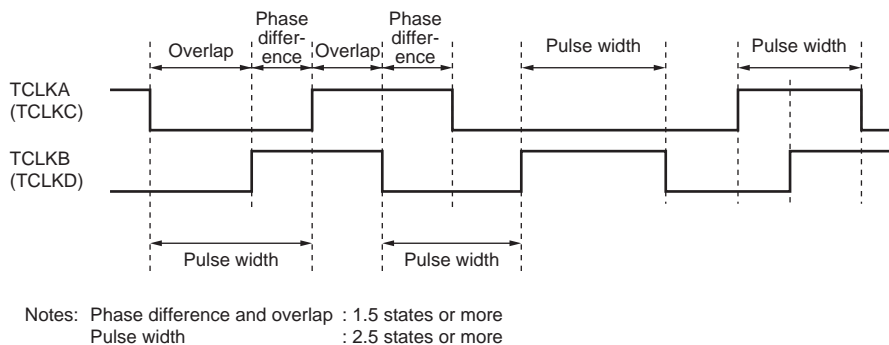 Phase
differ-
ence
Overlap
Overlap
Phase
differ-
ence
Pulse width
Pulse width
TCLKA
(TCLKC)
TCLKB
(TCLKD)
Pulse width
Pulse width
Notes: Phase difference and overlap : 1.5 states or more
Pulse width : 2.5 states or more